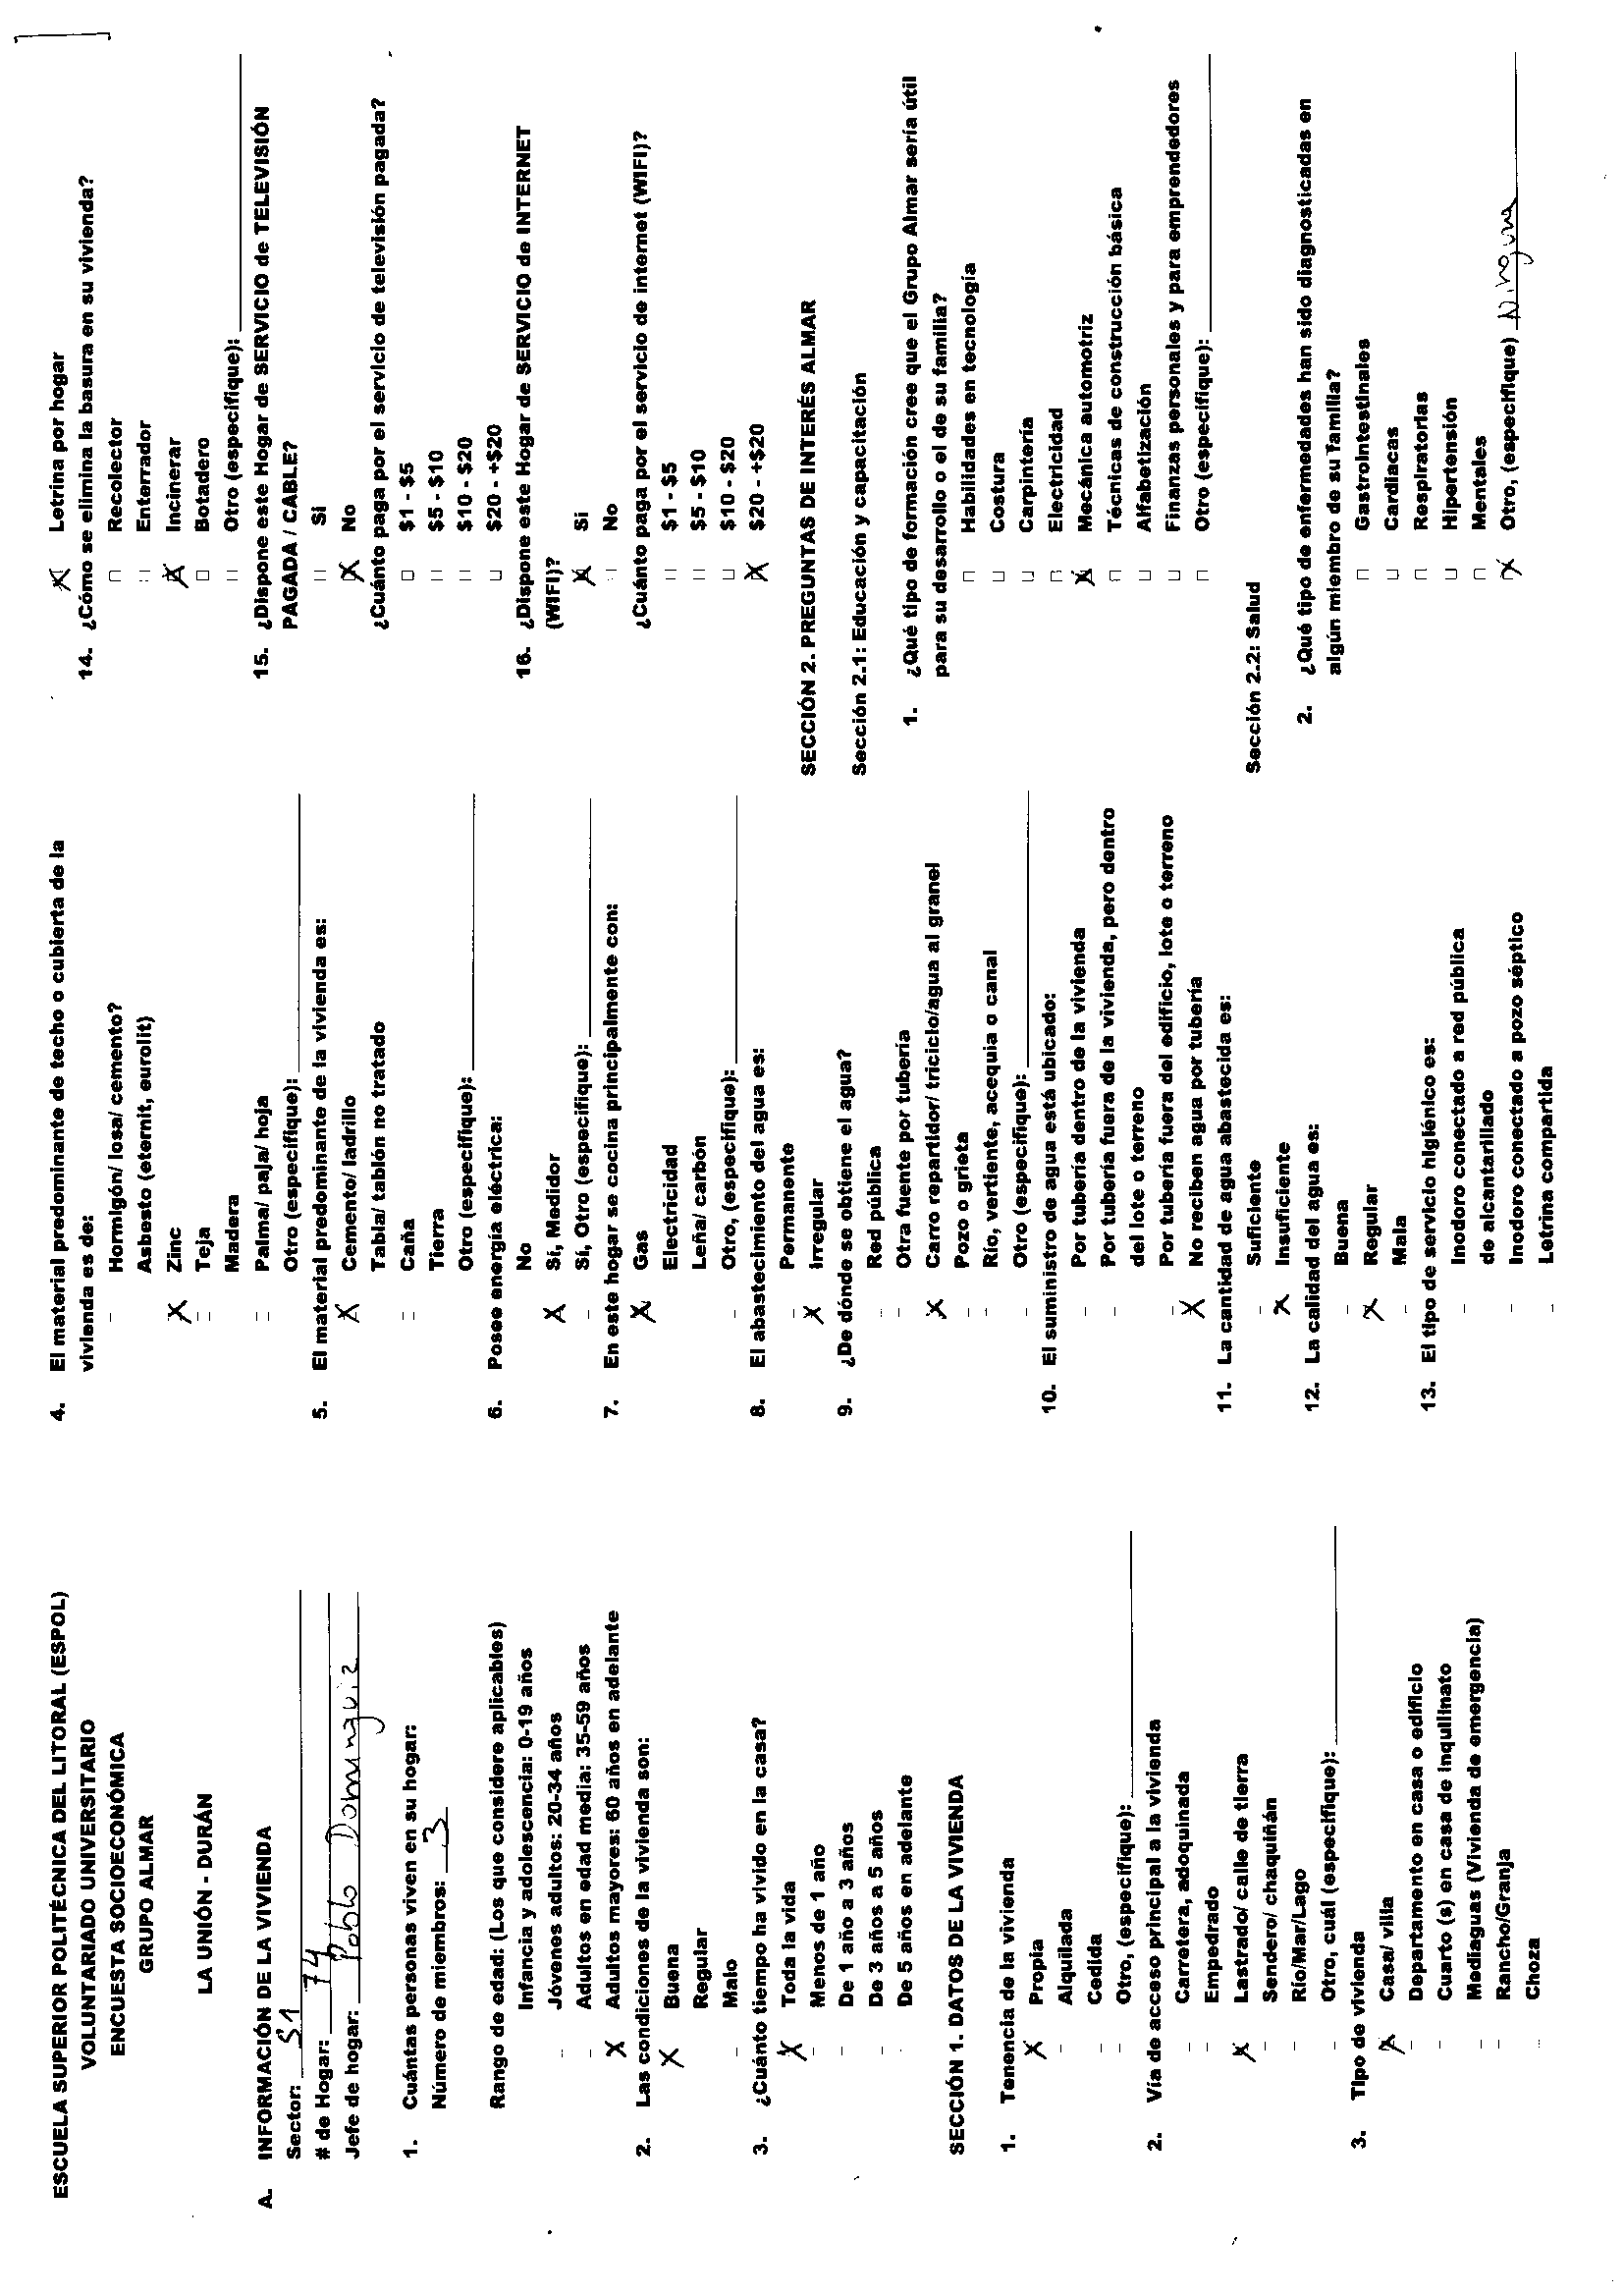 ESCUELA SUPERIOR POLITÉCNICA DEL LITORAL (ESPOL)
VOLUNTARIADO UNIVERSITARIO
ENCUESTA SOCIOECONÓMICA
GRUPO ALMAR
LA UNIÓN - DURÁN
A. INFORMACIÓN DE LA VIVIENDA
Sector: S1
# de Hogar: 74
Jefe de hogar: Pablo Dominguiz
1. Cuántas personas viven en su hogar:
Número de miembros: 3
Rango de edad: (Los que considere aplicables)
Infancia y adolescencia: 0-19 años
Jóvenes adultos: 20-34 años
Adultos en edad media: 35-59 años
X Adultos mayores: 60 años en adelante
2. Las condiciones de la vivienda son:
X Buena
Regular
Malo
3. ¿Cuánto tiempo ha vivido en la casa?
X Toda la vida
Menos de 1 año
De 1 año a 3 años
De 3 años a 5 años
De 5 años en adelante
SECCIÓN 1. DATOS DE LA VIVIENDA
1. Tenencia de la vivienda
X Propia
Alquilada
Cedida
Otro, (especifique):
2. Vía de acceso principal a la vivienda
Carretera, adoquinada
Empedrado
X Lastrado/ calle de tierra
Sendero/ chaquiñán
Río/Mar/Lago
Otro, cuál (especifique):
3. Tipo de vivienda
X Casa/ villa
Departamento en casa o edificio
Cuarto (s) en casa de inquilinato
Mediaguas (Vivienda de emergencia)
Rancho/Granja
Choza
4. El material predominante de techo o cubierta de la
vivienda es de:
Hormigón/ losa/ cemento?
Asbesto (eternit, eurolit)
X Zinc
Teja
Madera
Palma/ paja/ hoja
Otro (especifique):
5. El material predominante de la vivienda es:
X Cemento/ ladrillo
Tabla/ tablón no tratado
Caña
Tierra
Otro (especifique):
6. Posee energía eléctrica:
No
X Sí, Medidor
Sí, Otro (especifique):
7. En este hogar se cocina principalmente con:
X Gas
Electricidad
Leña/ carbón
Otro, (especifique):
8. El abastecimiento del agua es:
Permanente
X Irregular
9. ¿De dónde se obtiene el agua?
Red pública
Otra fuente por tubería
X Carro repartidor/ triciclo/agua al granel
Pozo o grieta
Río, vertiente, acequia o canal
Otro (especifique):
10. El suministro de agua está ubicado:
Por tubería dentro de la vivienda
Por tubería fuera de la vivienda, pero dentro
del lote o terreno
Por tubería fuera del edificio, lote o terreno
X No reciben agua por tubería
11. La cantidad de agua abastecida es:
Suficiente
X Insuficiente
12. La calidad del agua es:
Buena
X Regular
Mala
13. El tipo de servicio higiénico es:
Inodoro conectado a red pública
de alcantarillado
Inodoro conectado a pozo séptico
Letrina compartida
X Letrina por hogar
14. ¿Cómo se elimina la basura en su vivienda?
Recolector
Enterrador
X Incinerar
Botadero
Otro (especifique):
15. ¿Dispone este Hogar de SERVICIO de TELEVISIÓN
PAGADA / CABLE?
Si
X No
¿Cuánto paga por el servicio de televisión pagada?
$1 - $5
$5 - $10
$10 - $20
$20 - +$20
16. ¿Dispone este Hogar de SERVICIO de INTERNET
(WIFI)?
X Si
No
¿Cuánto paga por el servicio de internet (WIFI)?
$1 - $5
$5 - $10
$10 - $20
X $20 - +$20
SECCIÓN 2. PREGUNTAS DE INTERÉS ALMAR
Sección 2.1: Educación y capacitación
1. ¿Qué tipo de formación cree que el Grupo Almar sería útil
para su desarrollo o el de su familia?
Habilidades en tecnología
Costura
Carpintería
Electricidad
X Mecánica automotriz
Técnicas de construcción básica
Alfabetización
Finanzas personales y para emprendedores
Otro (especifique):
Sección 2.2: Salud
2. ¿Qué tipo de enfermedades han sido diagnosticadas en
algún miembro de su familia?
Gastrointestinales
Cardiacas
Respiratorias
Hipertensión
Mentales
X Otro, (especifique) Ninguna